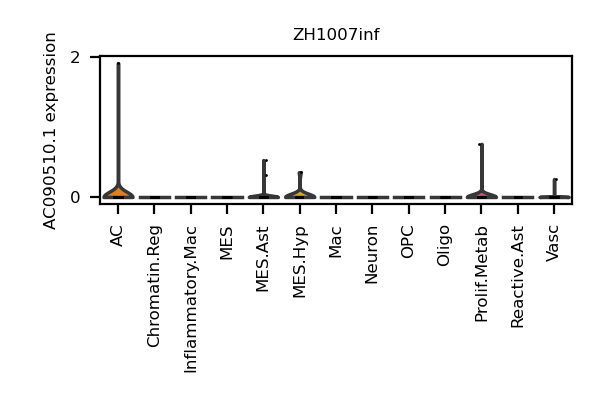 ZH1007inf
AC090510.1 expression
2
0
AC
Chromatin.Reg
Inflammatory.Mac
MES
MES.Ast
MES.Hyp
Mac
Neuron
OPC
Oligo
Prolif.Metab
Reactive.Ast
Vasc